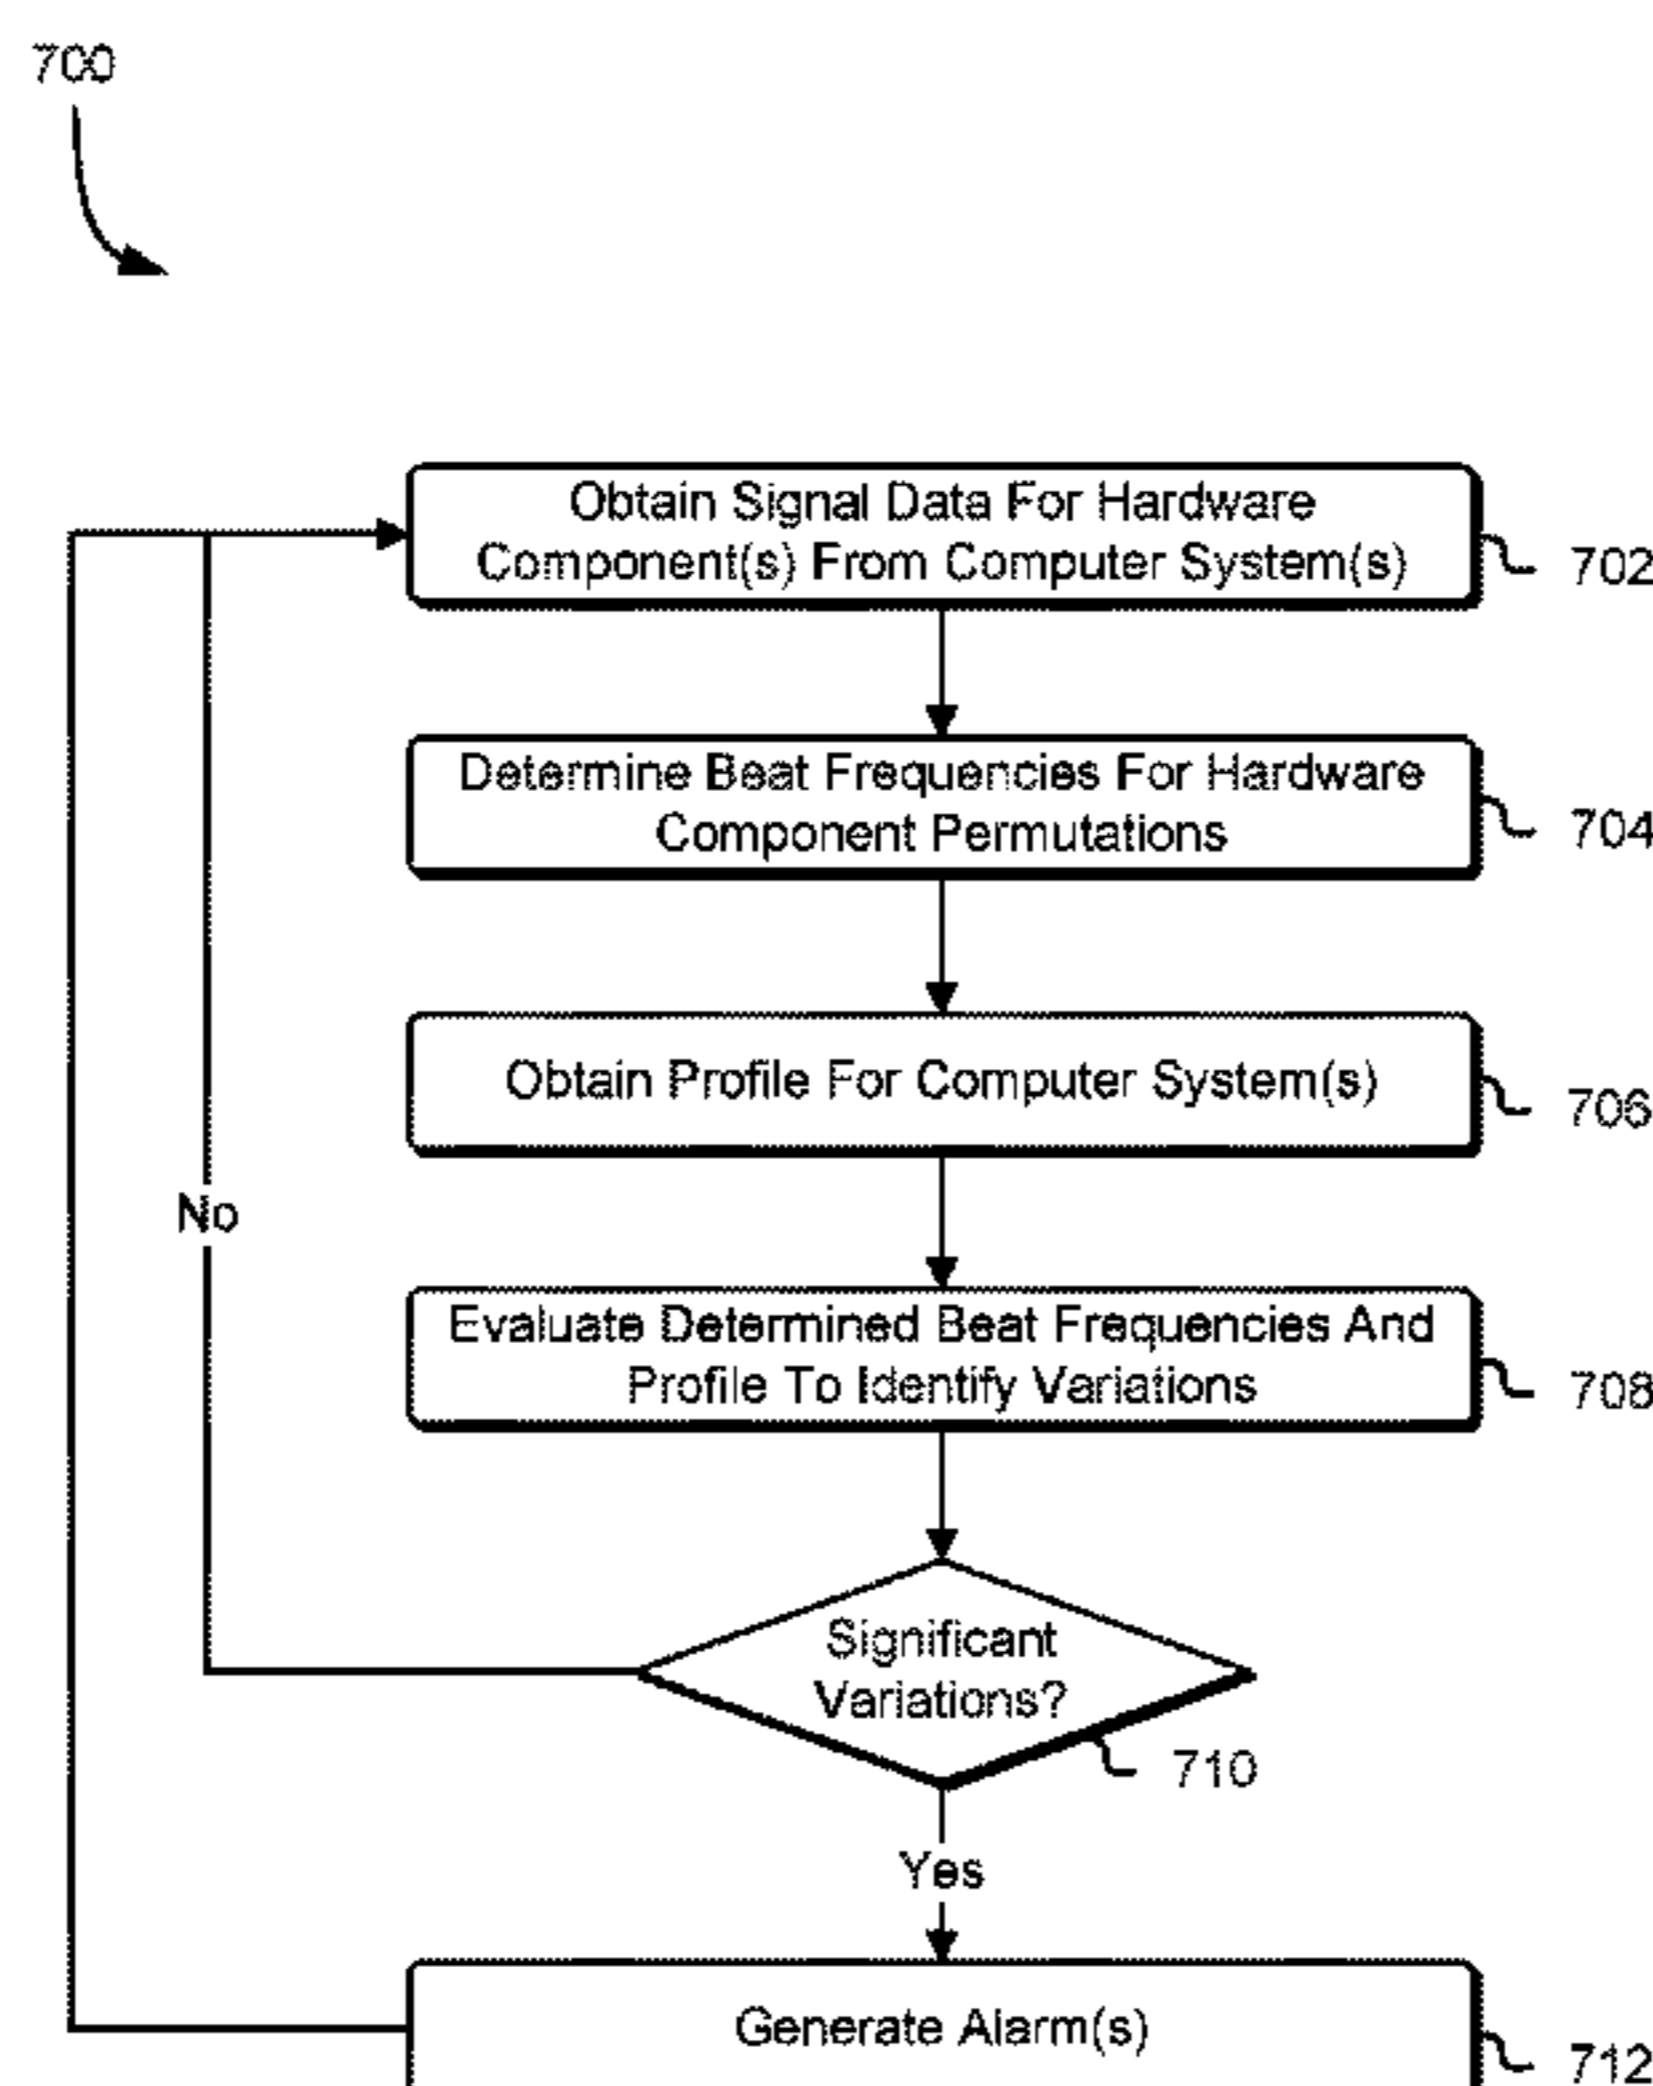 700
Obtain Signal Data For Hardware
Component(s) From Computer System(s)
702
Determine Beat Frequencies For Hardware
Component Permutations
704
Obtain Profile For Computer System(s)
706
No
Evaluate Determined Beat Frequencies And
Profile To Identify Variations
708
Significant
Variations?
710
Yes
Generate Alarm(s)
712